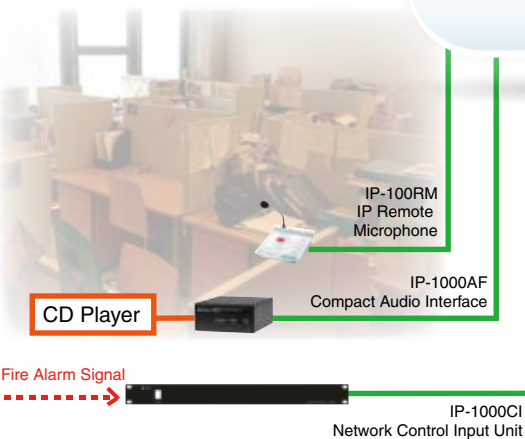 IP-100RM
IP Remote
Microphone
IP-1000AF
Compact Audio Interface
CD Player
Fire Alarm Signal
IP-1000CI
Network Control Input Unit